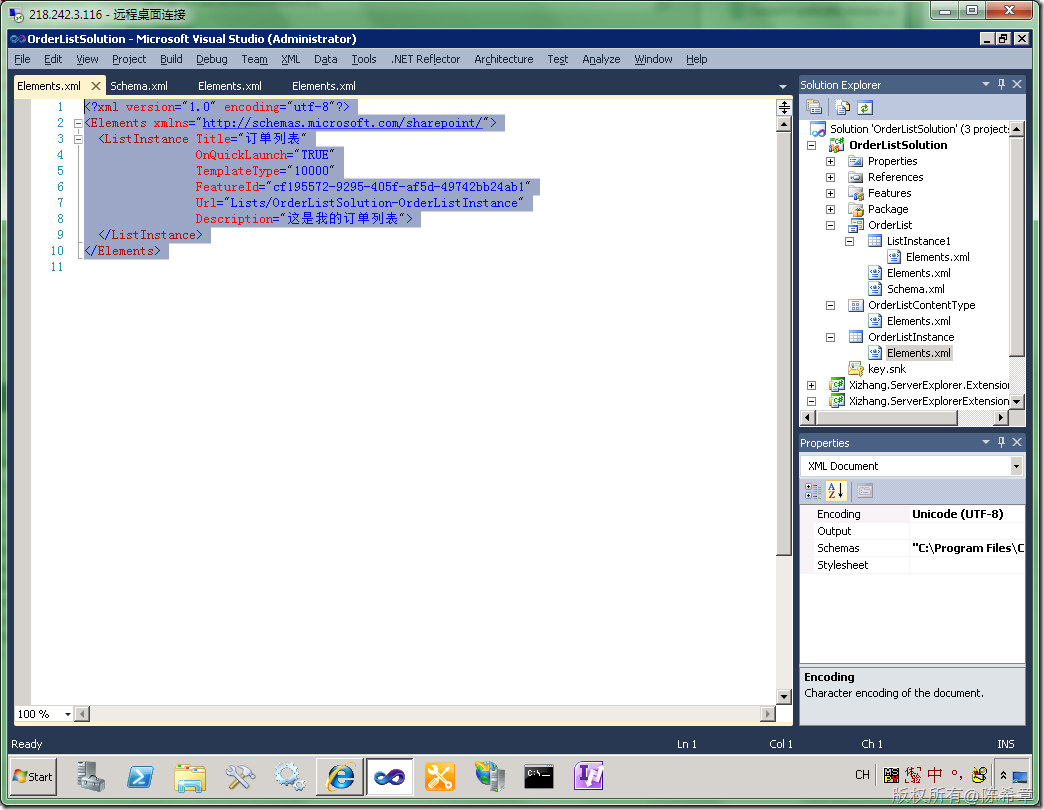 218.242.3.116 - 远程桌面连接
OrderListSolution - Microsoft Visual Studio (Administrator)
File Edit View Project Build Debug Team XML Data Tools .NET Reflector Architecture Test Analyze Window Help
Elements.xml Schema.xml Elements.xml Elements.xml
1 <?xml version="1.0" encoding="utf-8"?>
2 <Elements xmlns="http://schemas.microsoft.com/sharepoint/">
3 <ListInstance Title="订单列表"
4 OnQuickLaunch="TRUE"
5 TemplateType="10000"
6 FeatureId="cf195572-9295-405f-af5d-49742bb24ab1"
7 Url="Lists/OrderListSolution-OrderListInstance"
8 Description="这是我的订单列表">
9 </ListInstance>
10 </Elements>
11
100 %
Solution Explorer
Solution 'OrderListSolution' (3 projects
OrderListSolution
Properties
References
Features
Package
OrderList
ListInstance1
Elements.xml
Elements.xml
Schema.xml
OrderListContentType
Elements.xml
OrderListInstance
Elements.xml
key.snk
Xizhang.ServerExplorer.Extension
Xizhang.ServerExplorerExtension
Properties
XML Document
Encoding Unicode (UTF-8)
Output
Schemas "C:\Program Files\C
Stylesheet
Encoding
Character encoding of the document.
Ready Ln 1 Col 1 Ch 1 INS
Start CH 中
版权所有@陈希章